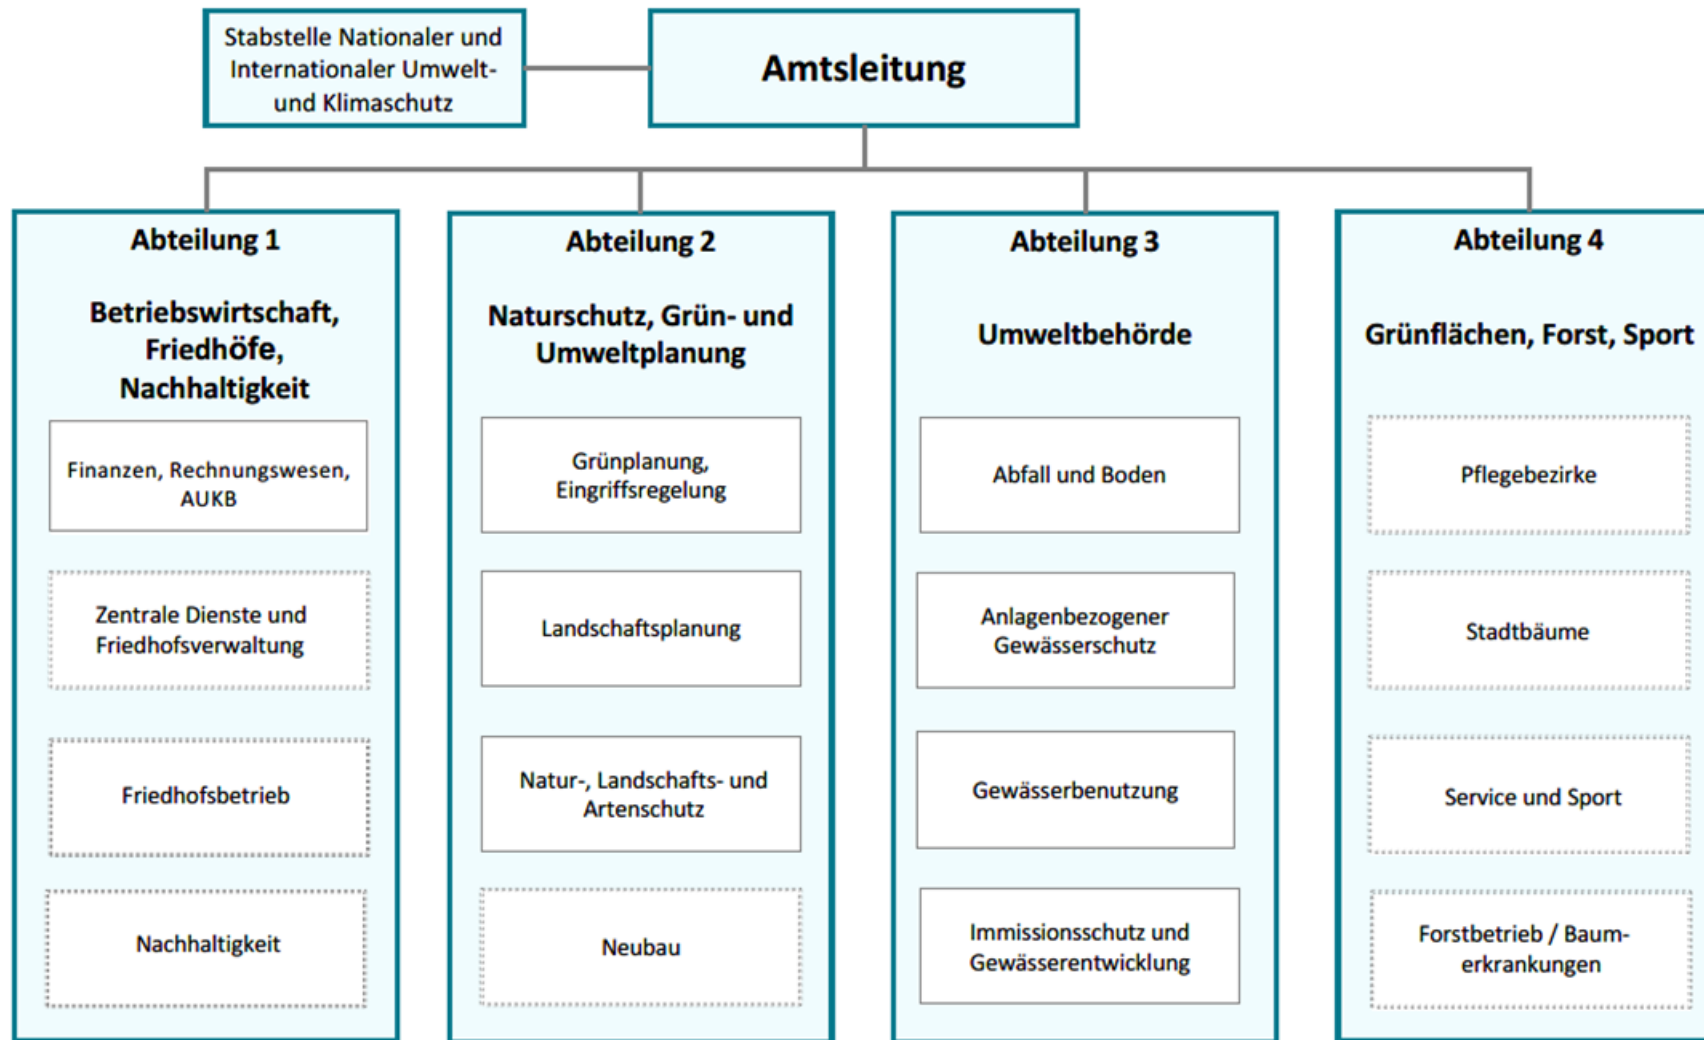 Stabstelle Nationaler und
Internationaler Umwelt-
und Klimaschutz
Amtsleitung
Abteilung 1
Betriebswirtschaft,
Friedhöfe,
Nachhaltigkeit
Finanzen, Rechnungswesen,
AUKB
Zentrale Dienste und
Friedhofsverwaltung
Friedhofsbetrieb
Nachhaltigkeit
Abteilung 2
Naturschutz, Grün- und
Umweltplanung
Grünplanung,
Eingriffsregelung
Landschaftsplanung
Natur-, Landschafts- und
Artenschutz
Neubau
Abteilung 3
Umweltbehörde
Abfall und Boden
Anlagenbezogener
Gewässerschutz
Gewässerbenutzung
Immissionsschutz und
Gewässerentwicklung
Abteilung 4
Grünflächen, Forst, Sport
Pflegebezirke
Stadtbäume
Service und Sport
Forstbetrieb / Baum-
erkrankungen